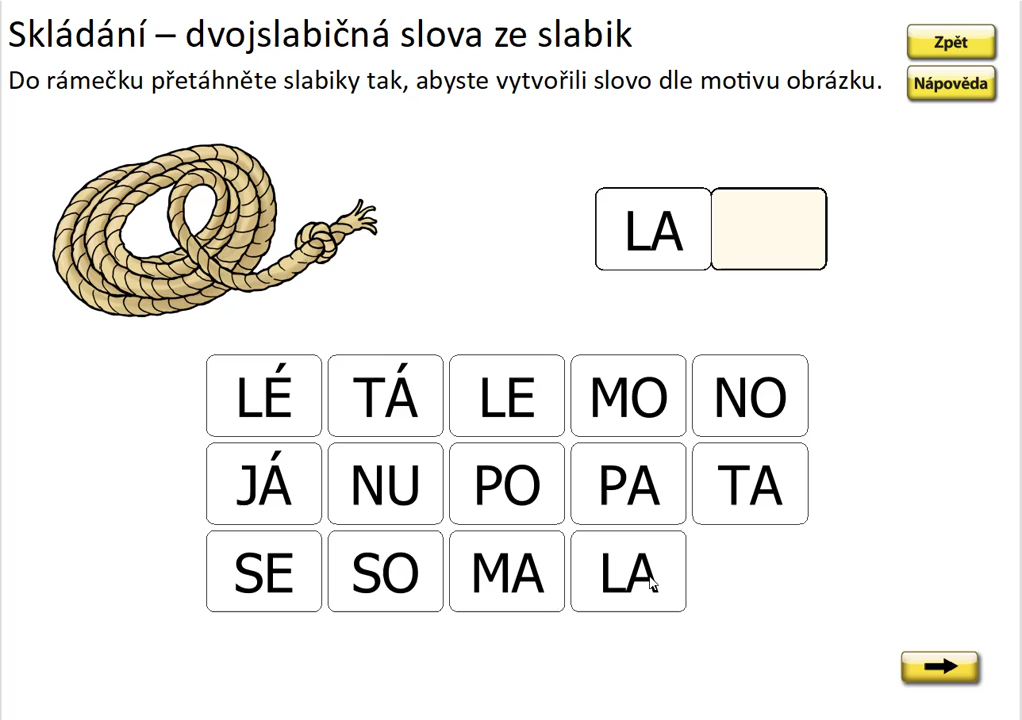 Skládání – dvojslabičná slova ze slabik
Zpět
Do rámečku přetáhněte slabiky tak, abyste vytvořili slovo dle motivu obrázku.
Nápověda
LA
LÉ TÁ LE MO NO
JÁ NU PO PA TA
SE SO MA LA